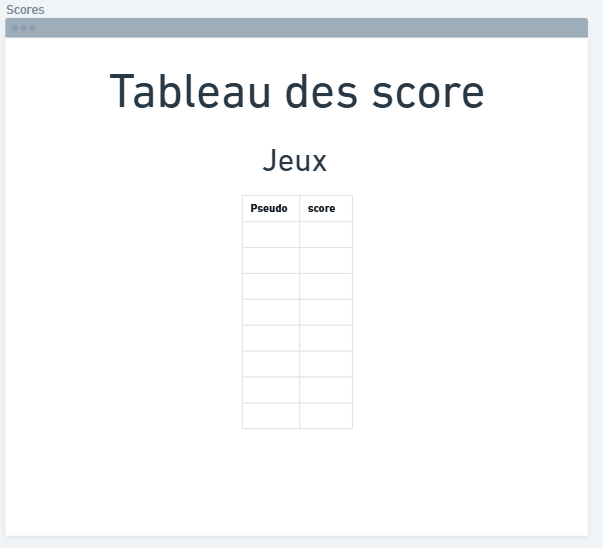 Scores
Tableau des score
Jeux
Pseudo score